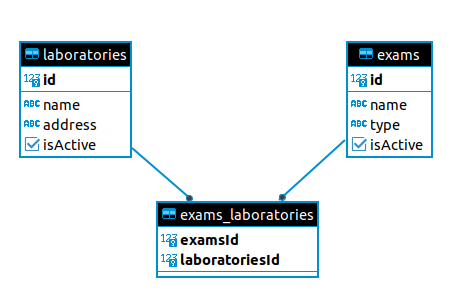 laboratories
123 id
ABC name
ABC address
isActive
exams
123 id
ABC name
ABC type
isActive
exams_laboratories
123 examsId
123 laboratoriesId